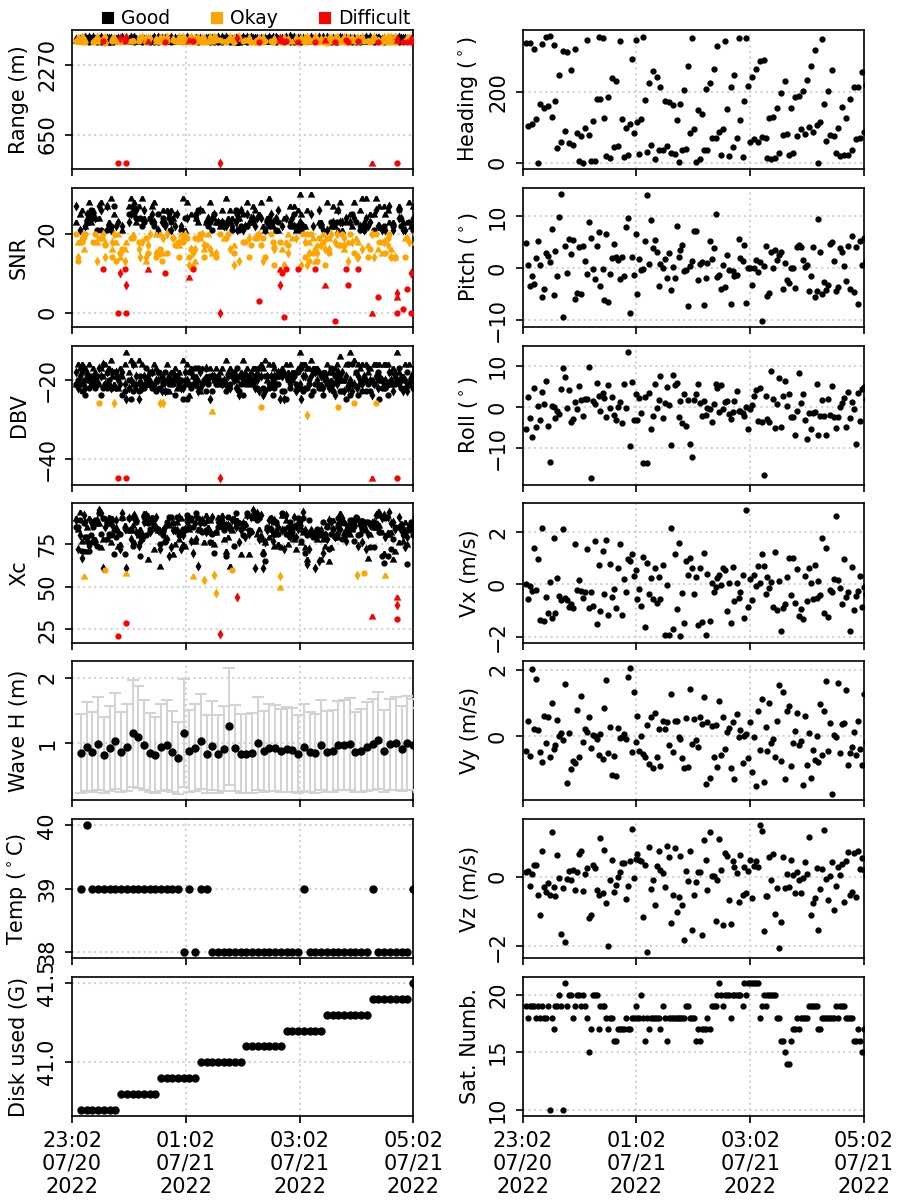 Good Okay Difficult
Range (m)
2270
650
Heading (°)
200
0
SNR
20
0
Pitch (°)
10
0
−10
DBV
−20
−40
Roll (°)
10
0
−10
Xc
75
50
25
Vx (m/s)
2
0
−2
Wave H (m)
2
1
Vy (m/s)
2
0
Temp (°C)
40
39
38
Vz (m/s)
0
−2
Disk used (G)
41.5
41.0
Sat. Numb.
20
15
10
23:02 01:02 03:02 05:02
07/20 07/21 07/21 07/21
2022 2022 2022 2022
23:02 01:02 03:02 05:02
07/20 07/21 07/21 07/21
2022 2022 2022 2022